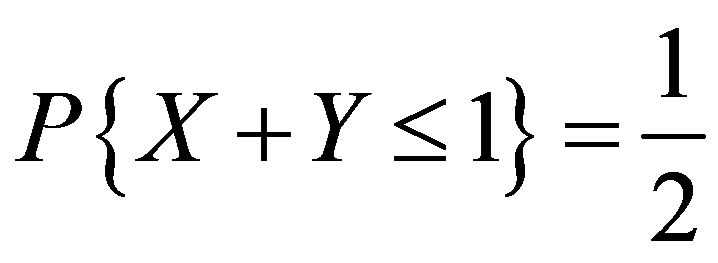 P{X + Y ≤ 1} = 1/2